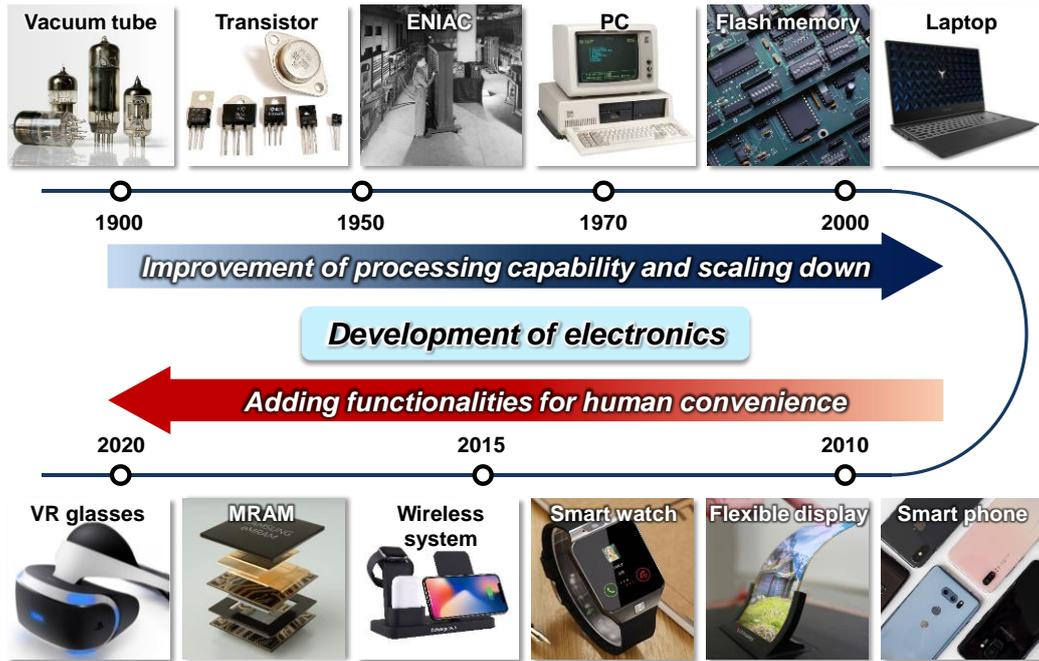 Vacuum tube
Transistor
ENIAC
PC
Flash memory
Laptop
1900
1950
1970
2000
Improvement of processing capability and scaling down
Development of electronics
Adding functionalities for human convenience
2020
2015
2010
VR glasses
MRAM
Wireless
system
Smart watch
Flexible display
Smart phone
SAMSUNG
eMRAM